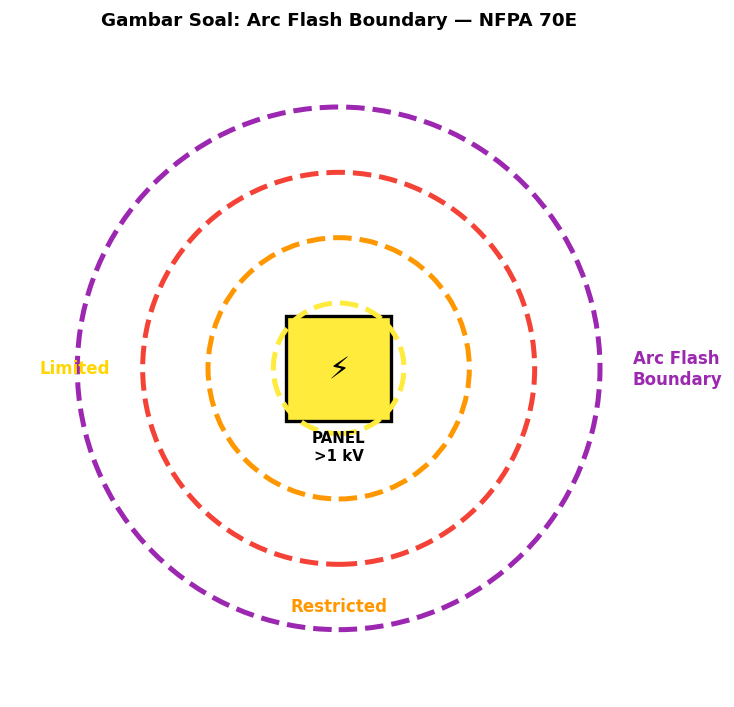 Gambar Soal: Arc Flash Boundary — NFPA 70E
Limited
Arc Flash
Boundary
⚡
PANEL
>1 kV
Restricted